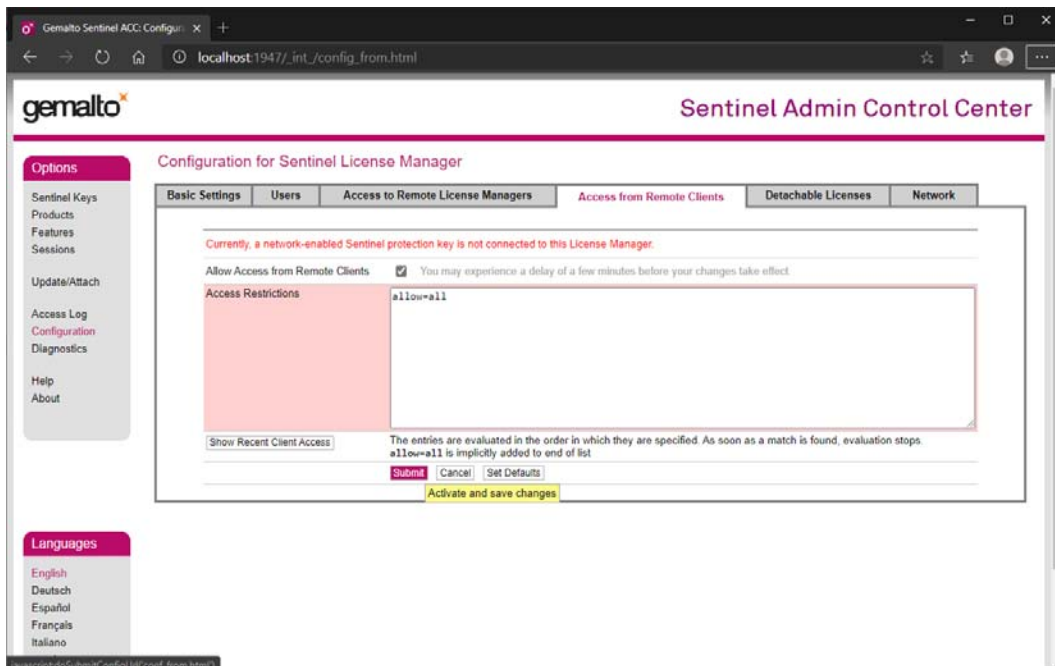 Gemalto Sentinel ACC: Configur
localhost:1947/_int_/config_from.html
gemalto
Sentinel Admin Control Center
Options
Sentinel Keys
Products
Features
Sessions
Update/Attach
Access Log
Configuration
Diagnostics
Help
About
Configuration for Sentinel License Manager
Basic Settings Users Access to Remote License Managers Access from Remote Clients Detachable Licenses Network
Currently, a network-enabled Sentinel protection key is not connected to this License Manager.
Allow Access from Remote Clients You may experience a delay of a few minutes before your changes take effect.
Access Restrictions allow=all
Show Recent Client Access The entries are evaluated in the order in which they are specified. As soon as a match is found, evaluation stops.
allow=all is implicitly added to end of list
Submit Cancel Set Defaults
Activate and save changes
Languages
English
Deutsch
Español
Français
Italiano